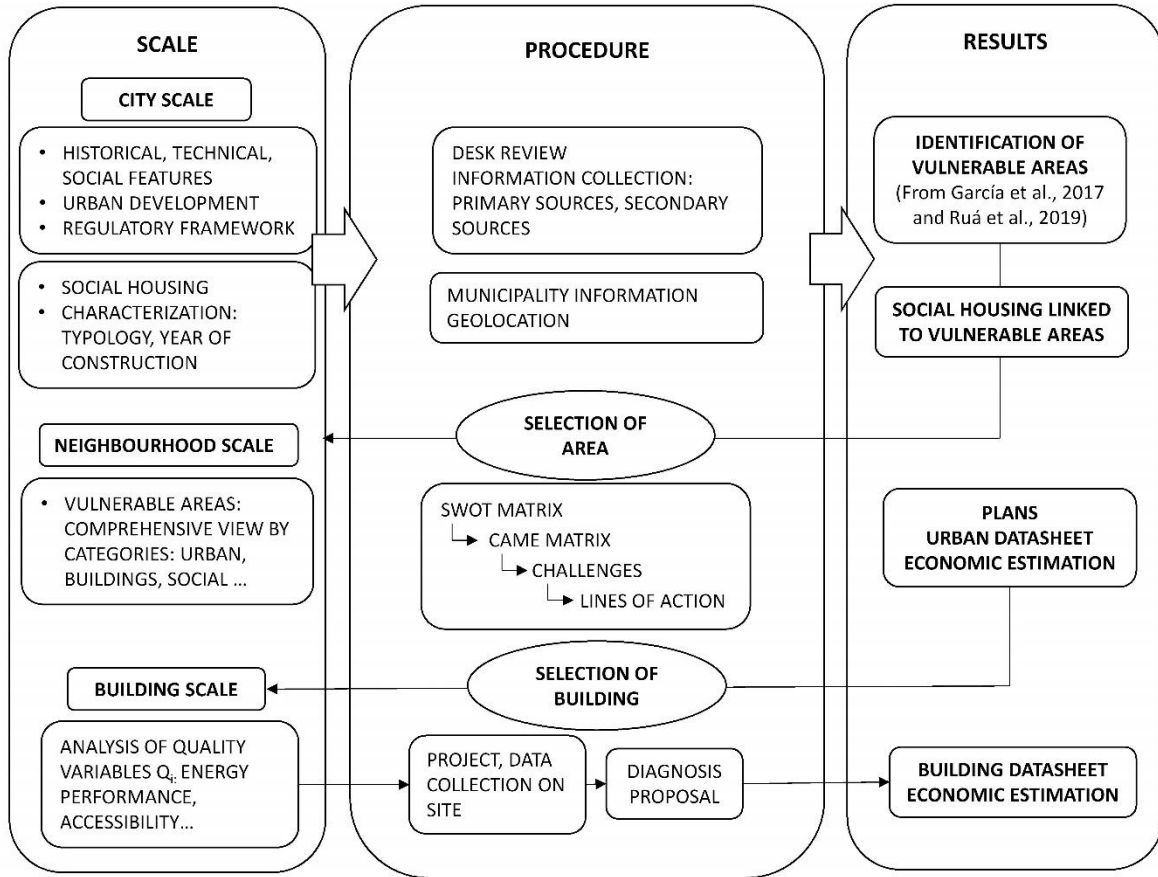 SCALE
CITY SCALE
• HISTORICAL, TECHNICAL,
SOCIAL FEATURES
• URBAN DEVELOPMENT
• REGULATORY FRAMEWORK
• SOCIAL HOUSING
• CHARACTERIZATION:
TYPOLOGY, YEAR OF
CONSTRUCTION
NEIGHBOURHOOD SCALE
• VULNERABLE AREAS:
COMPREHENSIVE VIEW BY
CATEGORIES: URBAN,
BUILDINGS, SOCIAL ...
BUILDING SCALE
ANALYSIS OF QUALITY
VARIABLES Qi: ENERGY
PERFORMANCE,
ACCESSIBILITY...
PROCEDURE
DESK REVIEW
INFORMATION COLLECTION:
PRIMARY SOURCES, SECONDARY
SOURCES
MUNICIPALITY INFORMATION
GEOLOCATION
SELECTION OF
AREA
SWOT MATRIX
CAME MATRIX
CHALLENGES
LINES OF ACTION
SELECTION OF
BUILDING
PROJECT, DATA
COLLECTION ON
SITE
DIAGNOSIS
PROPOSAL
RESULTS
IDENTIFICATION OF
VULNERABLE AREAS
(From García et al., 2017
and Ruá et al., 2019)
SOCIAL HOUSING LINKED
TO VULNERABLE AREAS
PLANS
URBAN DATASHEET
ECONOMIC ESTIMATION
BUILDING DATASHEET
ECONOMIC ESTIMATION